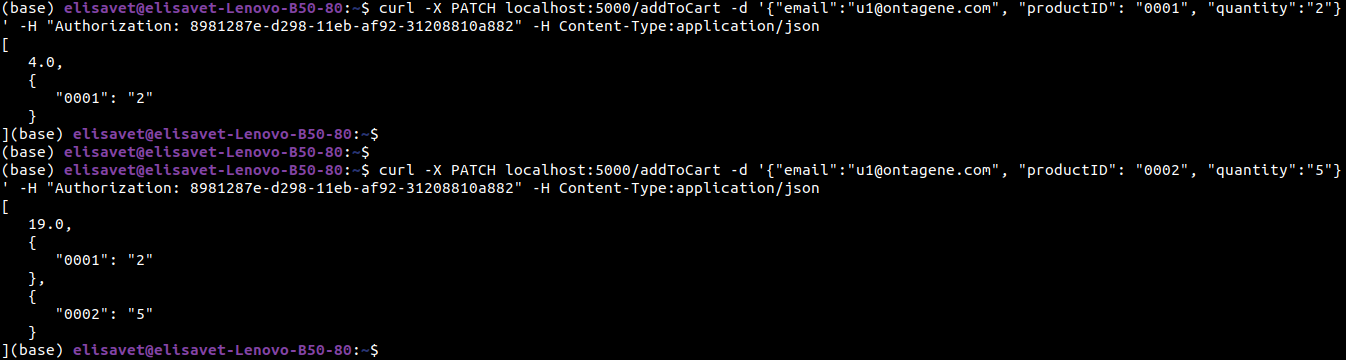 (base) elisavet@elisavet-Lenovo-B50-80:~$ curl -X PATCH localhost:5000/addToCart -d '{"email":"u1@ontagene.com", "productID": "0001", "quantity":"2"}
' -H "Authorization: 8981287e-d298-11eb-af92-31208810a882" -H Content-Type:application/json
[
   4.0,
   {
      "0001": "2"
   }
](base) elisavet@elisavet-Lenovo-B50-80:~$
(base) elisavet@elisavet-Lenovo-B50-80:~$
(base) elisavet@elisavet-Lenovo-B50-80:~$ curl -X PATCH localhost:5000/addToCart -d '{"email":"u1@ontagene.com", "productID": "0002", "quantity":"5"}
' -H "Authorization: 8981287e-d298-11eb-af92-31208810a882" -H Content-Type:application/json
[
   19.0,
   {
      "0001": "2"
   },
   {
      "0002": "5"
   }
](base) elisavet@elisavet-Lenovo-B50-80:~$